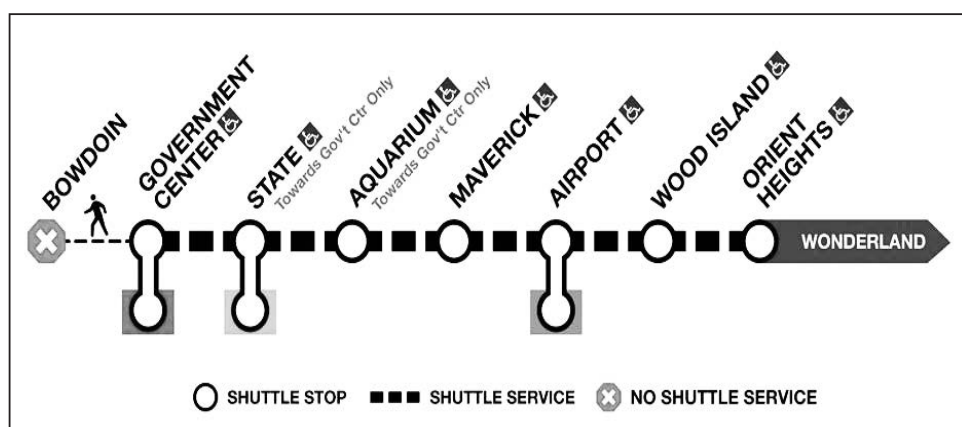 BOWDOIN
GOVERNMENT
CENTER
STATE
Towards Gov't Ctr Only
AQUARIUM
Towards Gov't Ctr Only
MAVERICK
AIRPORT
WOOD ISLAND
ORIENT
HEIGHTS
WONDERLAND
SHUTTLE STOP
SHUTTLE SERVICE
NO SHUTTLE SERVICE